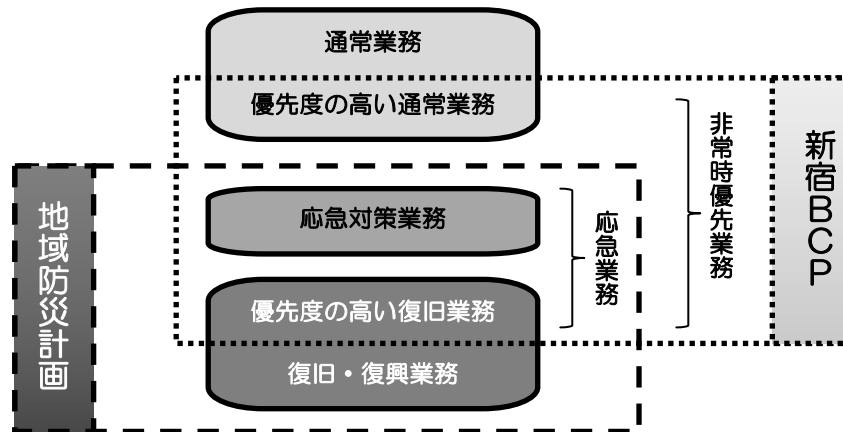 通常業務
優先度の高い通常業務
応急対策業務
優先度の高い復旧業務
復旧・復興業務
地域防災計画
応急業務
非常時優先業務
新宿BCP